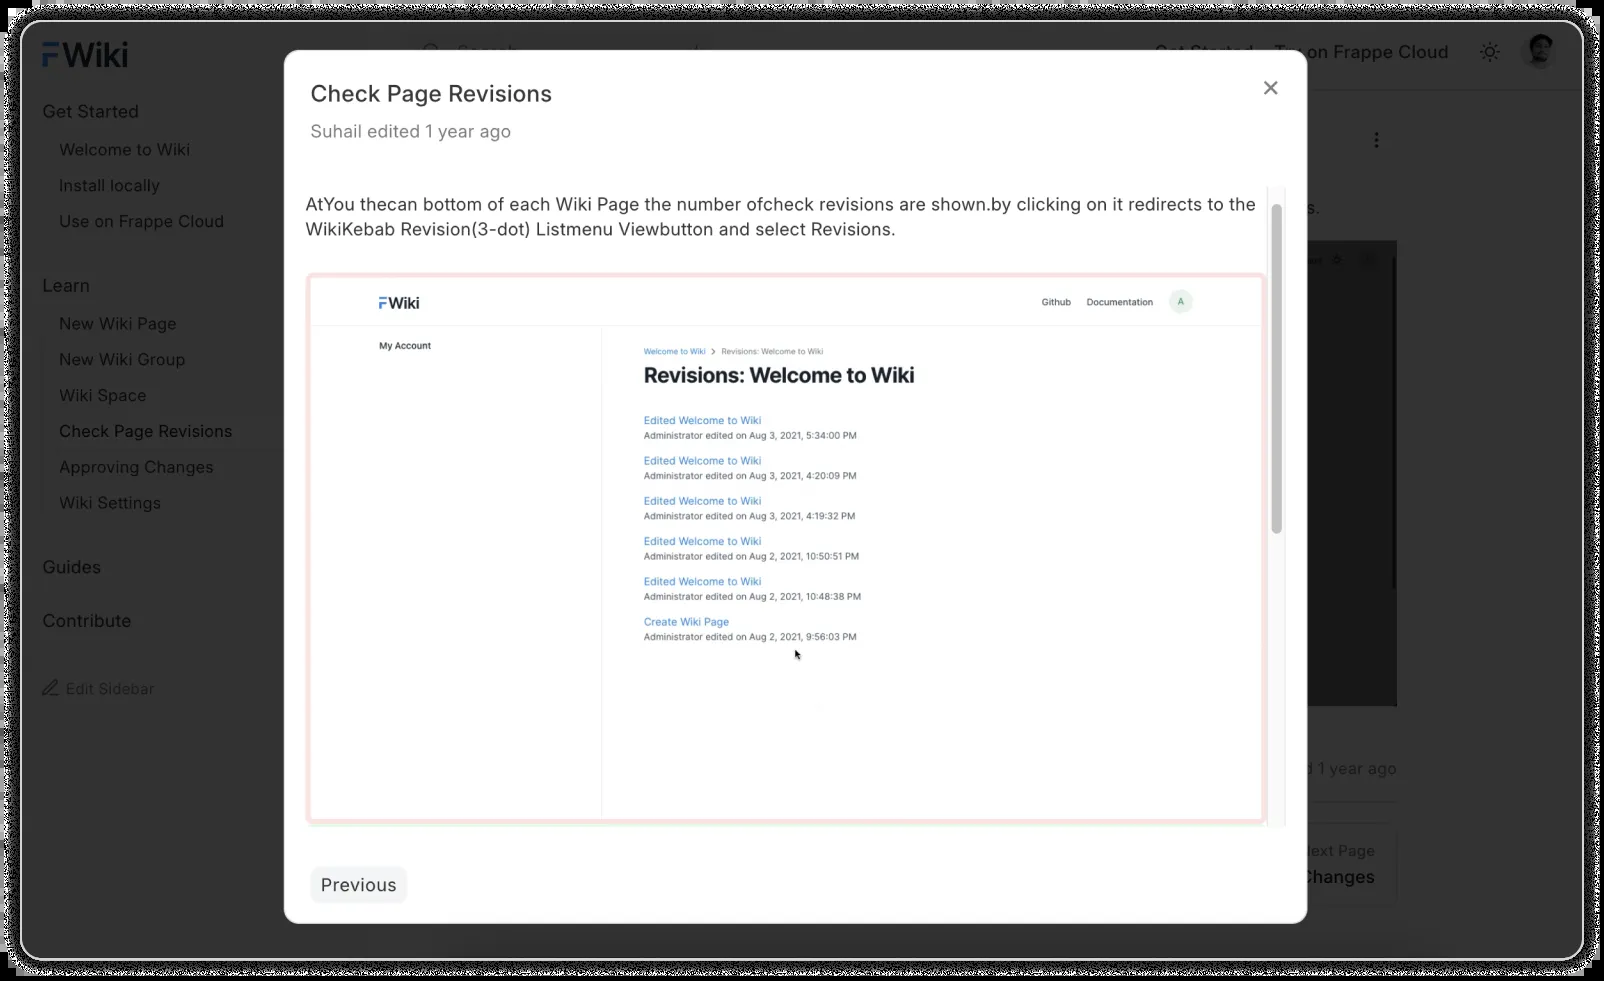 Wiki
Search
Get Started
Try on Frappe Cloud
Get Started
Welcome to Wiki
Install locally
Use on Frappe Cloud
Learn
New Wiki Page
New Wiki Group
Wiki Space
Check Page Revisions
Approving Changes
Wiki Settings
Guides
Contribute
Edit Sidebar
Check Page Revisions
Suhail edited 1 year ago
AtYou thecan bottom of each Wiki Page the number ofcheck revisions are shown.by clicking on it redirects to the
WikiKebab Revision(3-dot) Listmenu Viewbutton and select Revisions.
Wiki
Github
Documentation
A
My Account
Welcome to Wiki > Revisions: Welcome to Wiki
Revisions: Welcome to Wiki
Edited Welcome to Wiki
Administrator edited on Aug 3, 2021, 5:34:00 PM
Edited Welcome to Wiki
Administrator edited on Aug 3, 2021, 4:20:09 PM
Edited Welcome to Wiki
Administrator edited on Aug 3, 2021, 4:19:32 PM
Edited Welcome to Wiki
Administrator edited on Aug 2, 2021, 10:50:51 PM
Edited Welcome to Wiki
Administrator edited on Aug 2, 2021, 10:48:38 PM
Create Wiki Page
Administrator edited on Aug 2, 2021, 9:56:03 PM
Previous
1 year ago
Page
Changes